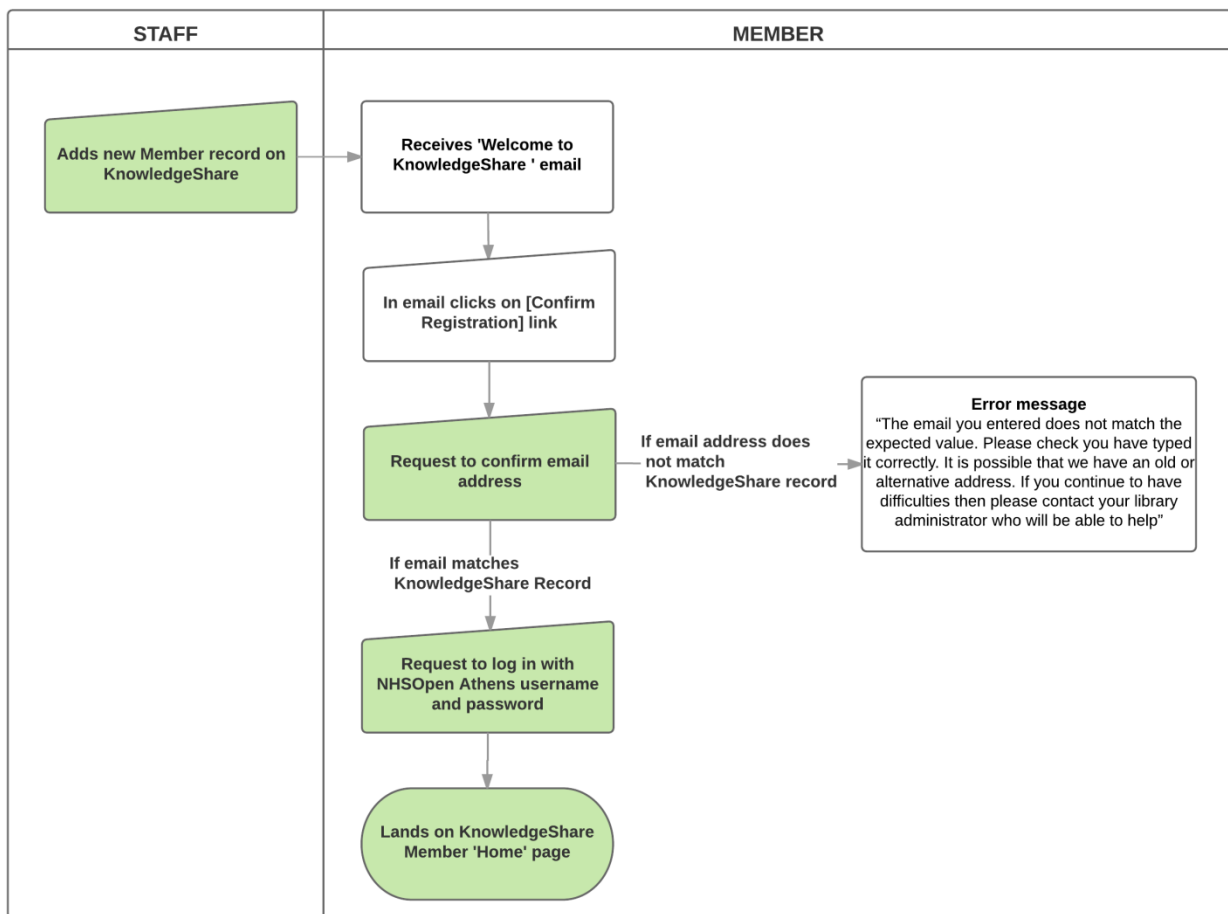 STAFF
MEMBER
Adds new Member record on
KnowledgeShare
Receives 'Welcome to
KnowledgeShare ' email
In email clicks on [Confirm
Registration] link
Request to confirm email
address
If email address does
not match
KnowledgeShare record
Error message
“The email you entered does not match the
expected value. Please check you have typed
it correctly. It is possible that we have an old or
alternative address. If you continue to have
difficulties then please contact your library
administrator who will be able to help”
If email matches
KnowledgeShare Record
Request to log in with
NHSOpen Athens username
and password
Lands on KnowledgeShare
Member 'Home' page